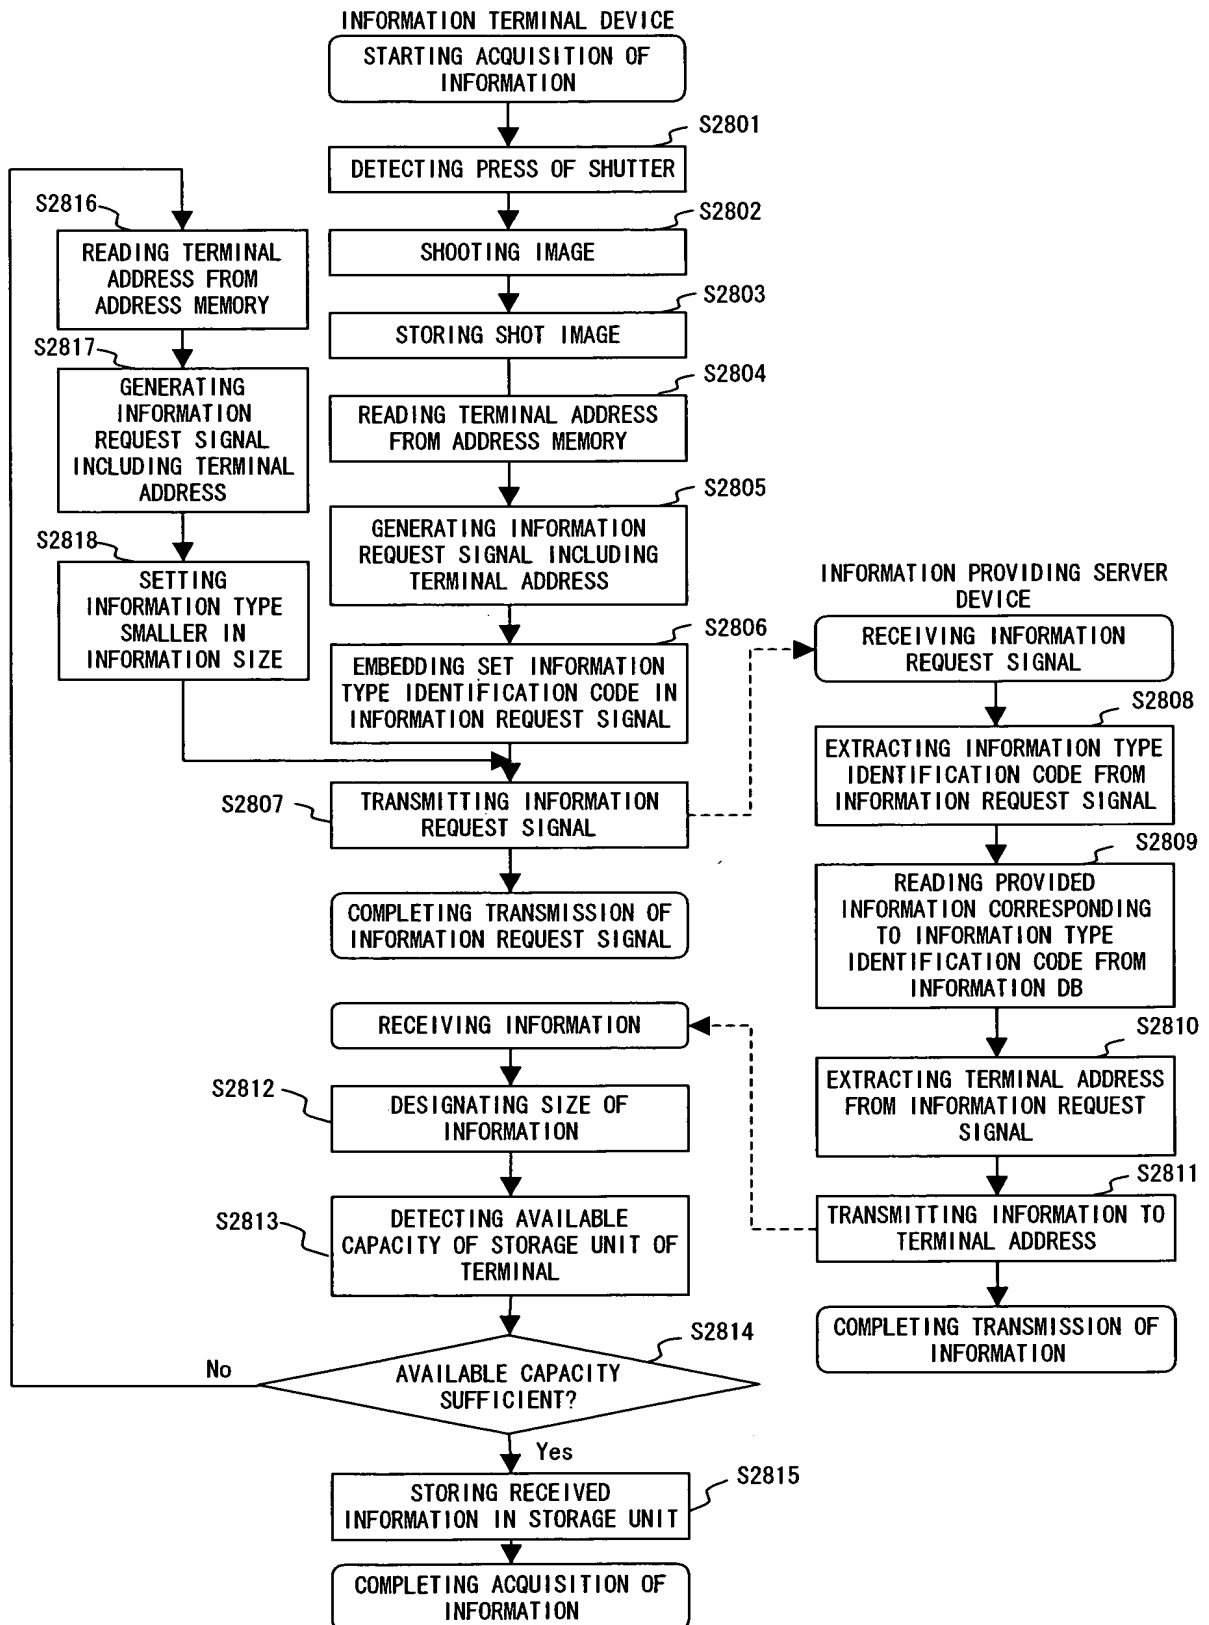 INFORMATION TERMINAL DEVICE
STARTING ACQUISITION OF
INFORMATION
S2801
DETECTING PRESS OF SHUTTER
S2802
SHOOTING IMAGE
S2803
STORING SHOT IMAGE
S2804
READING TERMINAL ADDRESS
FROM ADDRESS MEMORY
S2805
GENERATING INFORMATION
REQUEST SIGNAL INCLUDING
TERMINAL ADDRESS
S2806
EMBEDDING SET INFORMATION
TYPE IDENTIFICATION CODE IN
INFORMATION REQUEST SIGNAL
S2807
TRANSMITTING INFORMATION
REQUEST SIGNAL
COMPLETING TRANSMISSION OF
INFORMATION REQUEST SIGNAL
S2816
READING TERMINAL
ADDRESS FROM
ADDRESS MEMORY
S2817
GENERATING
INFORMATION
REQUEST SIGNAL
INCLUDING TERMINAL
ADDRESS
S2818
SETTING
INFORMATION TYPE
SMALLER IN
INFORMATION SIZE
INFORMATION PROVIDING SERVER
DEVICE
RECEIVING INFORMATION
REQUEST SIGNAL
S2808
EXTRACTING INFORMATION TYPE
IDENTIFICATION CODE FROM
INFORMATION REQUEST SIGNAL
S2809
READING PROVIDED
INFORMATION CORRESPONDING
TO INFORMATION TYPE
IDENTIFICATION CODE FROM
INFORMATION DB
S2810
EXTRACTING TERMINAL ADDRESS
FROM INFORMATION REQUEST
SIGNAL
S2811
TRANSMITTING INFORMATION TO
TERMINAL ADDRESS
COMPLETING TRANSMISSION OF
INFORMATION
RECEIVING INFORMATION
S2812
DESIGNATING SIZE OF
INFORMATION
S2813
DETECTING AVAILABLE
CAPACITY OF STORAGE UNIT OF
TERMINAL
S2814
No
AVAILABLE CAPACITY
SUFFICIENT?
Yes
S2815
STORING RECEIVED
INFORMATION IN STORAGE UNIT
COMPLETING ACQUISITION OF
INFORMATION